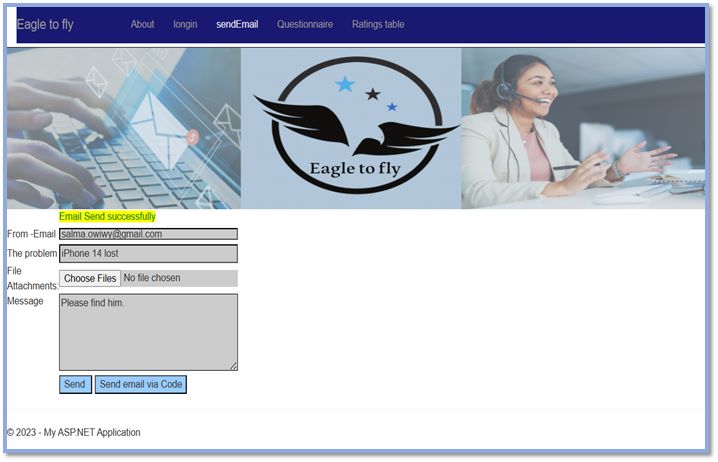 Eagle to fly About longin sendEmail Questionnaire Ratings table
Eagle to fly
Email Send successfully
From -Email salma.owiwy@gmail.com
The problem iPhone 14 lost
File
Attachments: Choose Files No file chosen
Message Please find him.
Send Send email via Code
© 2023 - My ASP.NET Application